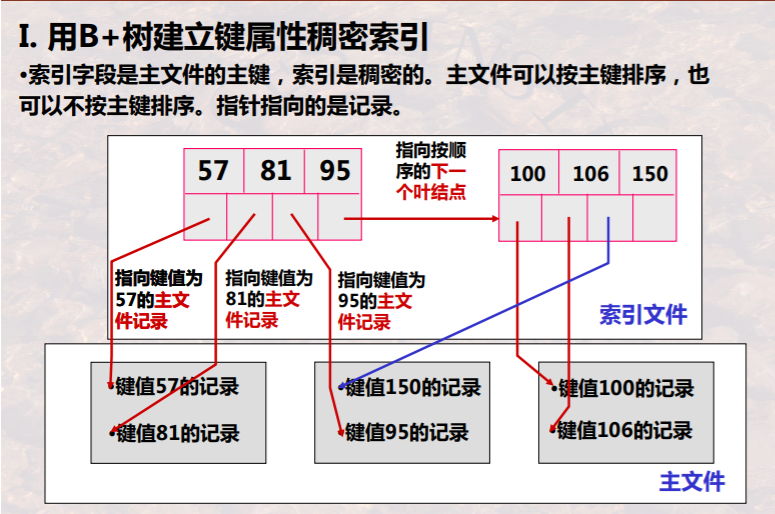 I. 用B+树建立键属性稠密索引
•索引字段是主文件的主键，索引是稠密的。主文件可以按主键排序，也
可以不按主键排序。指针指向的是记录。
57 81 95
指向按顺
序的下一
个叶结点
100 106 150
指向键值为
57的主文
件记录
指向键值为
81的主文
件记录
指向键值为
95的主文
件记录
索引文件
•键值57的记录
•键值81的记录
•键值150的记录
•键值95的记录
•键值100的记录
•键值106的记录
主文件